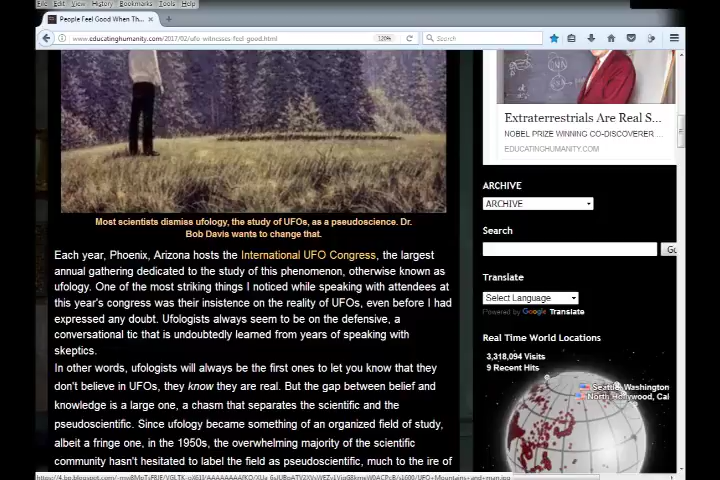 File Edit View History Bookmarks Tools Help
People Feel Good When Th...
www.educatinghumanity.com/2017/02/ufo-witnesses-feel-good.html
120%
Search
Extraterrestrials Are Real S...
NOBEL PRIZE WINNING CO-DISCOVERER ...
EDUCATINGHUMANITY.COM
Most scientists dismiss ufology, the study of UFOs, as a pseudoscience. Dr.
Bob Davis wants to change that.
Each year, Phoenix, Arizona hosts the International UFO Congress, the largest
annual gathering dedicated to the study of this phenomenon, otherwise known as
ufology. One of the most striking things I noticed while speaking with attendees at
this year's congress was their insistence on the reality of UFOs, even before I had
expressed any doubt. Ufologists always seem to be on the defensive, a
conversational tic that is undoubtedly learned from years of speaking with
skeptics.
In other words, ufologists will always be the first ones to let you know that they
don't believe in UFOs, they know they are real. But the gap between belief and
knowledge is a large one, a chasm that separates the scientific and the
pseudoscientific. Since ufology became something of an organized field of study,
albeit a fringe one, in the 1950s, the overwhelming majority of the scientific
community hasn't hesitated to label the field as pseudoscientific, much to the ire of
ARCHIVE
ARCHIVE
Search
Go
Translate
Select Language
Powered by Google Translate
Real Time World Locations
3,318,094 Visits
9 Recent Hits
Seattle, Washington
North Hollywood, Cal